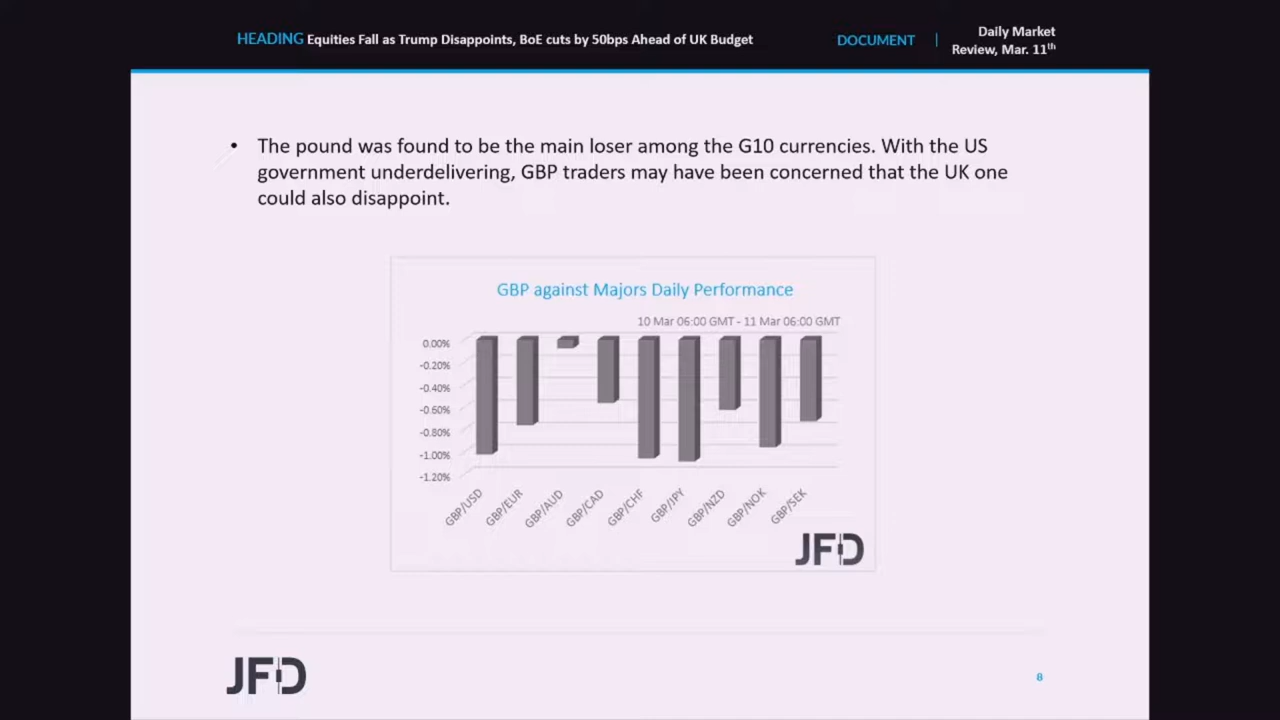 HEADING Equities Fall as Trump Disappoints, BoE cuts by 50bps Ahead of UK Budget
DOCUMENT | Daily Market
Review, Mar. 11th
• The pound was found to be the main loser among the G10 currencies. With the US
government underdelivering, GBP traders may have been concerned that the UK one
could also disappoint.
GBP against Majors Daily Performance
10 Mar 06:00 GMT - 11 Mar 06:00 GMT
0.00%
-0.20%
-0.40%
-0.60%
-0.80%
-1.00%
-1.20%
GBP/USD
GBP/EUR
GBP/AUD
GBP/CAD
GBP/CHF
GBP/JPY
GBP/NZD
GBP/NOK
GBP/SEK
JFD
JFD
8